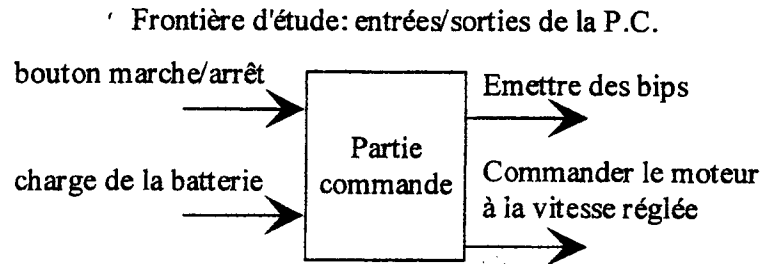 Frontière d'étude: entrées/sorties de la P.C.
bouton marche/arrêt
Emettre des bips
Partie
commande
charge de la batterie
Commander le moteur
à la vitesse réglée